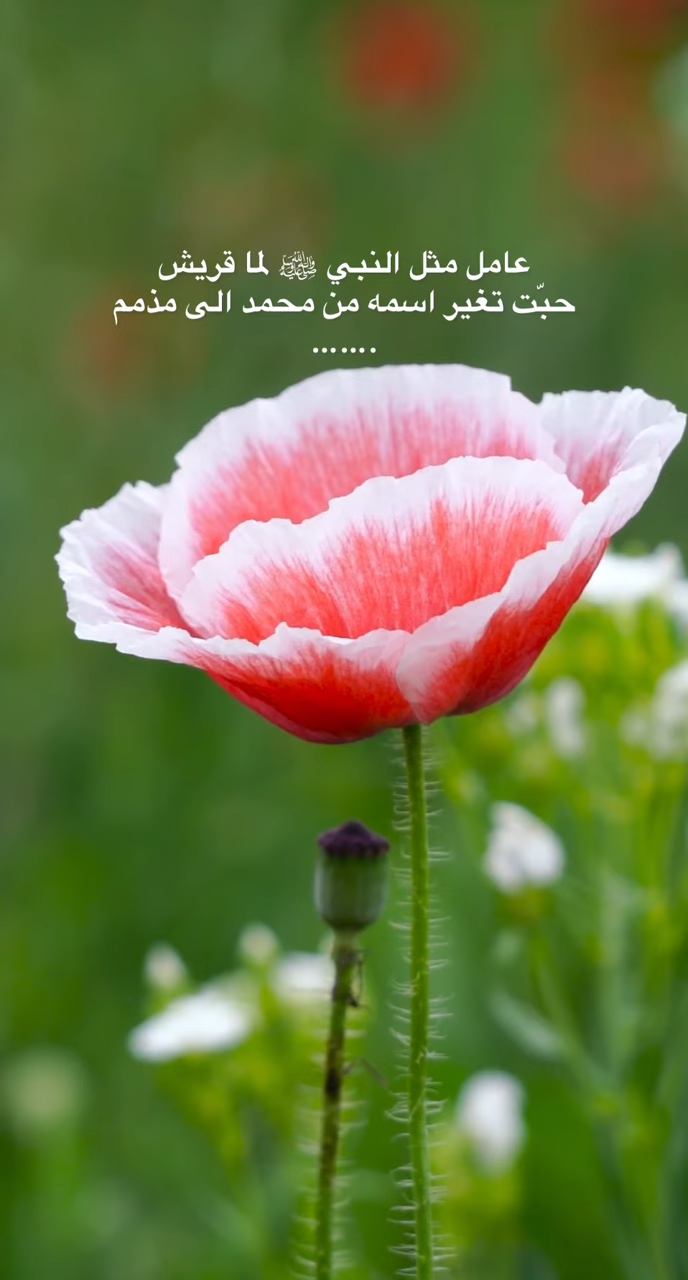 عامل مثل النبي ﷺ لما قريش
حبّت تغير اسمه من محمد الى مذمم
.......